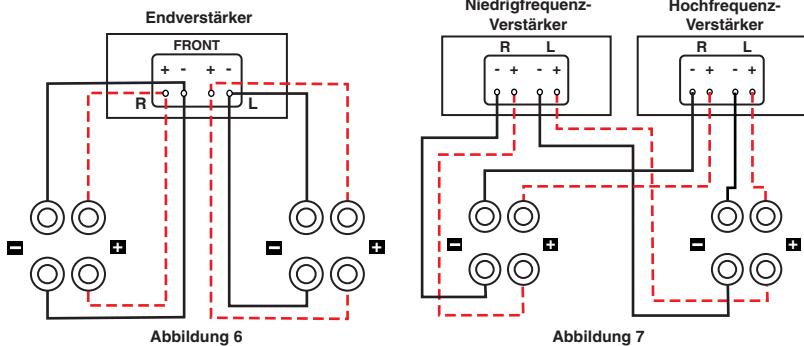 Endverstärker
FRONT
+ - + -
R L
- +
- +
Abbildung 6
Niedrigfrequenz-
Verstärker
R L
- + - +
Hochfrequenz-
Verstärker
R L
- + - +
- +
- +
Abbildung 7